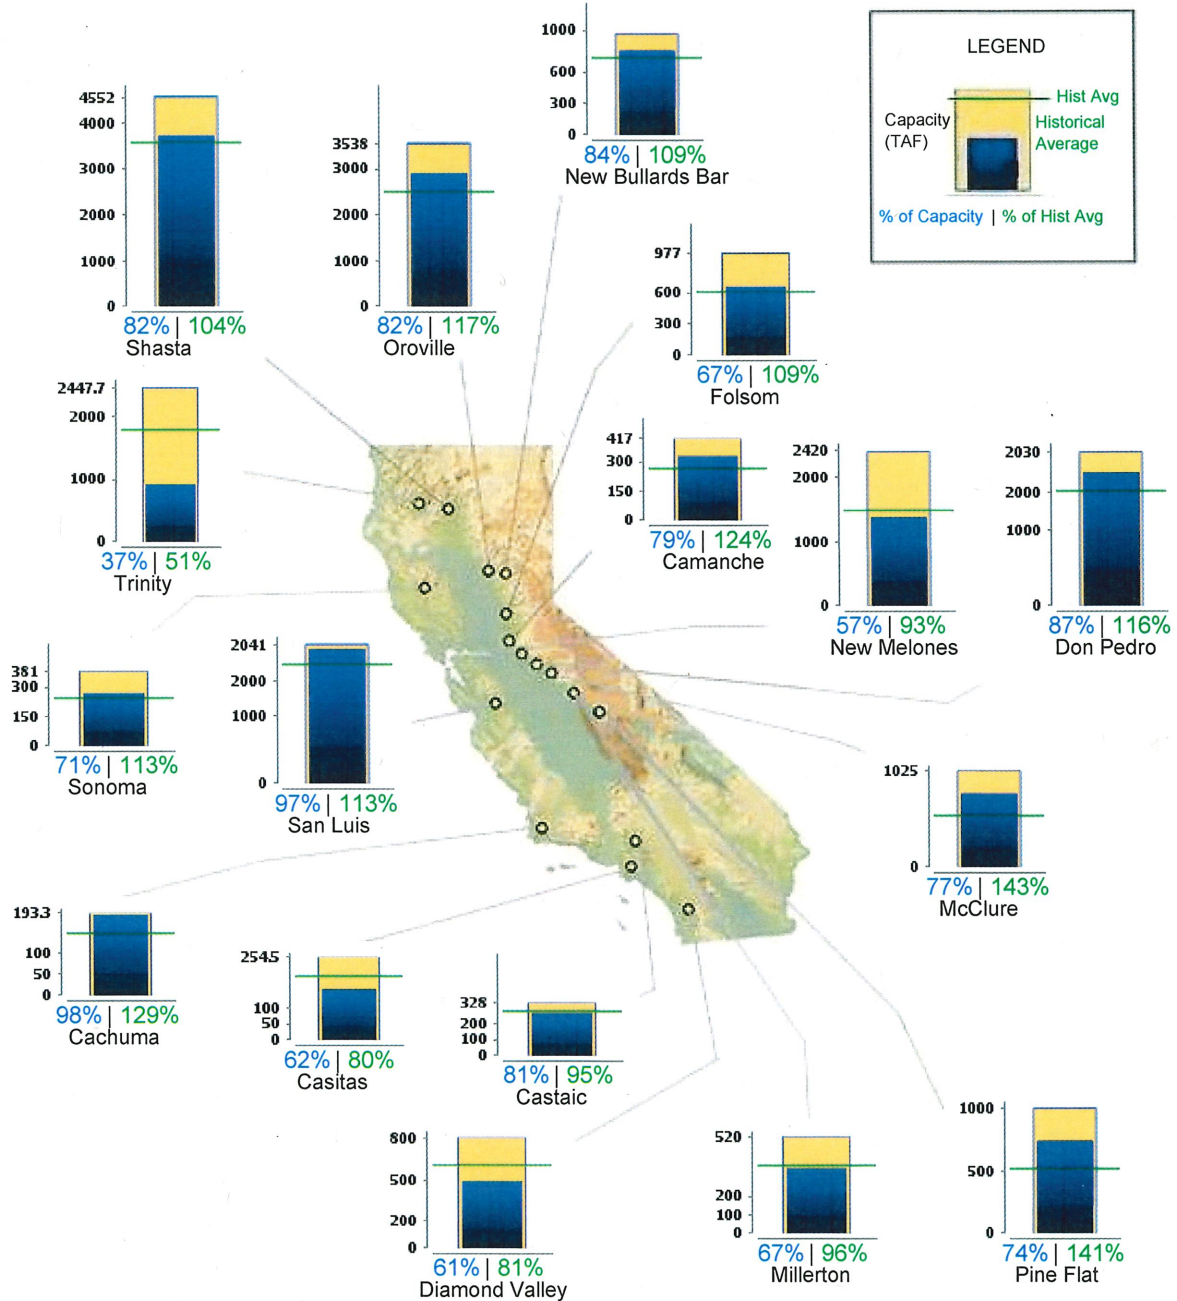 1000
600
300
0
84% | 109%
New Bullards Bar
LEGEND
Hist Avg
Capacity
(TAF)
Historical
Average
% of Capacity | % of Hist Avg
4552
4000
3000
2000
1000
0
82% | 104%
Shasta
3538
3000
2000
1000
0
82% | 117%
Oroville
977
600
300
0
67% | 109%
Folsom
2447.7
2000
1000
0
37% | 51%
Trinity
417
300
150
0
79% | 124%
Camanche
2420
2000
1000
0
57% | 93%
New Melones
2030
2000
1000
0
87% | 116%
Don Pedro
381
300
150
0
71% | 113%
Sonoma
2041
2000
1000
0
97% | 113%
San Luis
1025
0
77% | 143%
McClure
193.3
100
50
0
98% | 129%
Cachuma
254.5
100
50
0
62% | 80%
Casitas
328
200
100
0
81% | 95%
Castaic
800
500
200
0
61% | 81%
Diamond Valley
520
200
100
0
67% | 96%
Millerton
1000
500
0
74% | 141%
Pine Flat